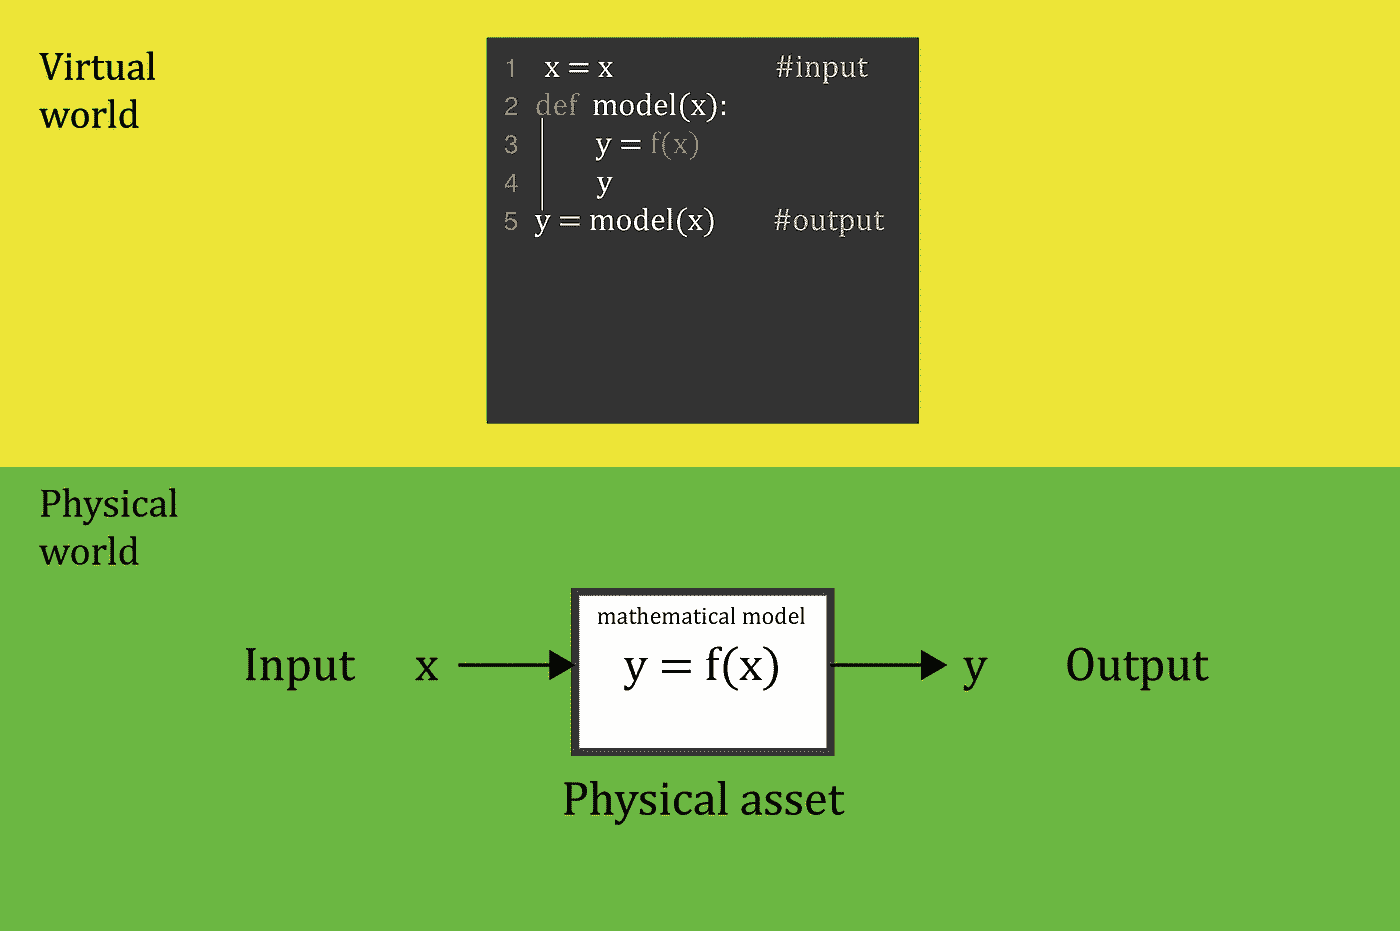 Virtual
world
1 x = x #input
2 def model(x):
3 y = f(x)
4 y
5 y = model(x) #output
Physical
world
mathematical model
Input x y = f(x) y Output
Physical asset